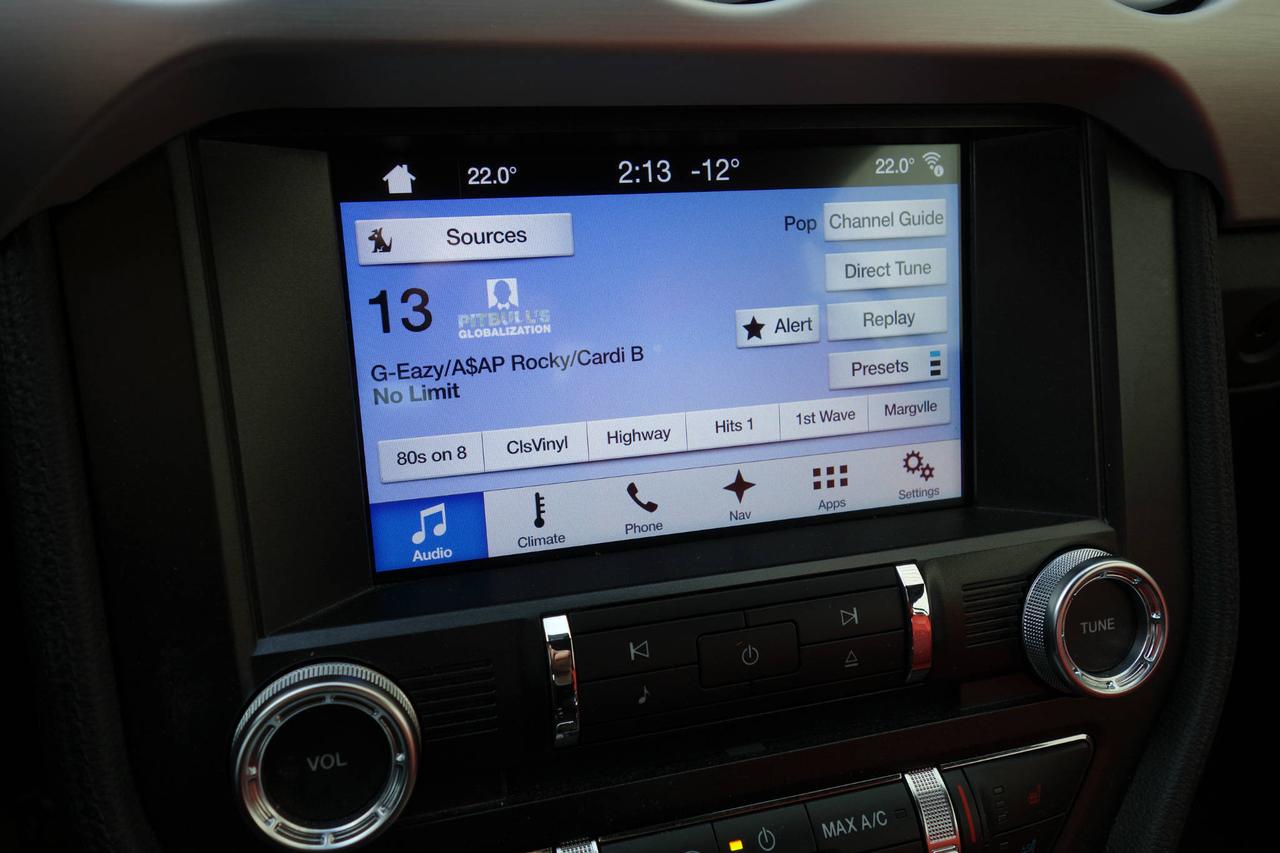 22.0° 2:13 -12° 22.0°
Sources
Pop Channel Guide
Direct Tune
13 PITBULL'S
GLOBALIZATION
Alert Replay
G-Eazy/A$AP Rocky/Cardi B
No Limit
Presets
80s on 8 ClsVinyl Highway Hits 1 1st Wave Margvlle
Audio Climate Phone Nav Apps Settings
VOL
TUNE
MAX A/C